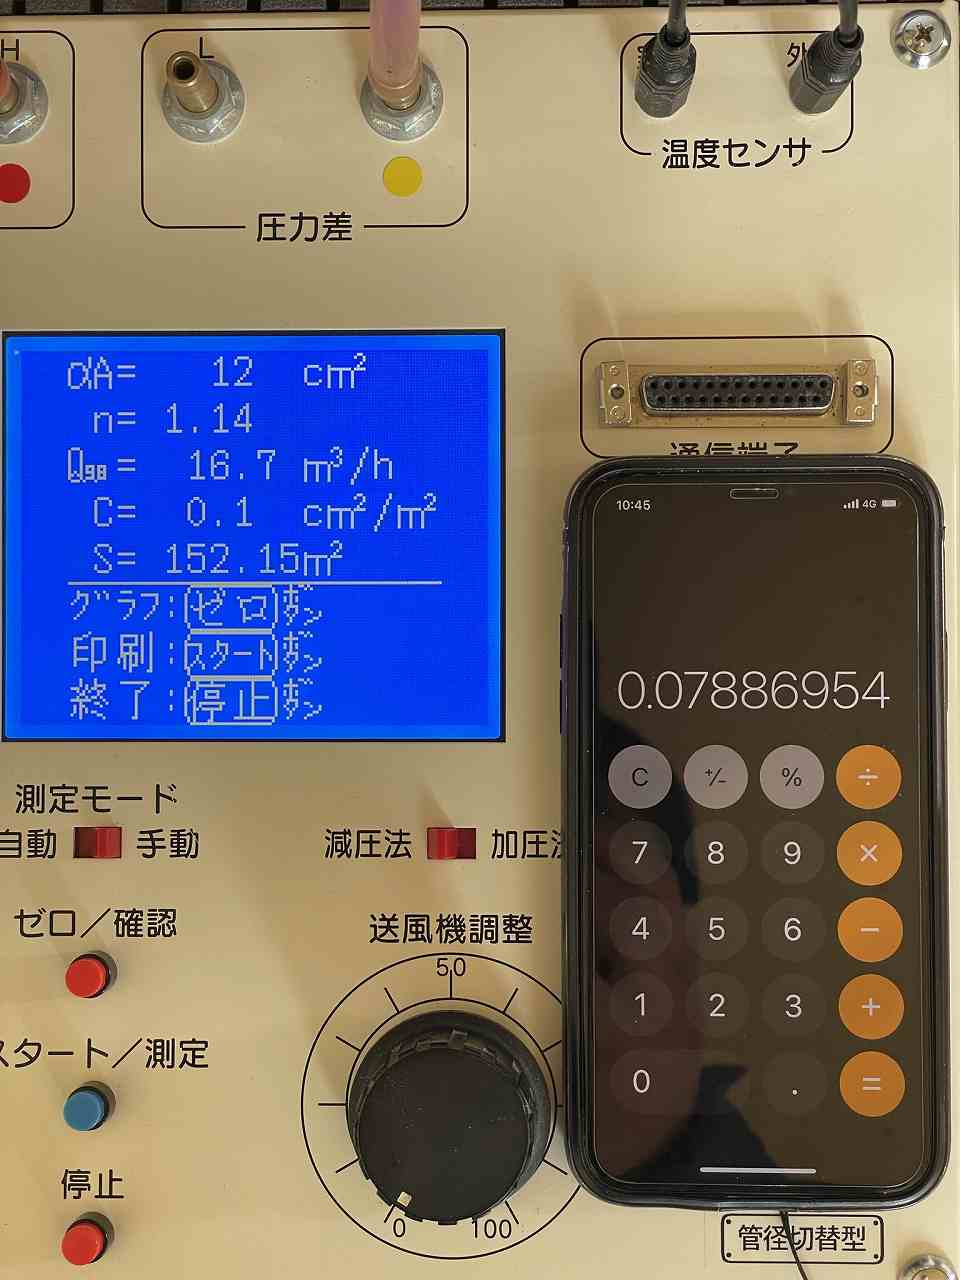 H
L
外
温度センサ
圧力差
αA= 12 cm²
n= 1.14
Q98 = 16.7 m³/h
C= 0.1 cm²/m²
S= 152.15m²
グラフ:ゼロボタン
印刷:スタートボタン
終了:停止ボタン
通信端子
10:45
4G
0.07886954
C +/− % ÷
7 8 9 ×
4 5 6 −
1 2 3 +
0 . =
測定モード
自動 手動
減圧法 加圧法
ゼロ／確認
送風機調整
50
スタート／測定
停止
0 100
管径切替型